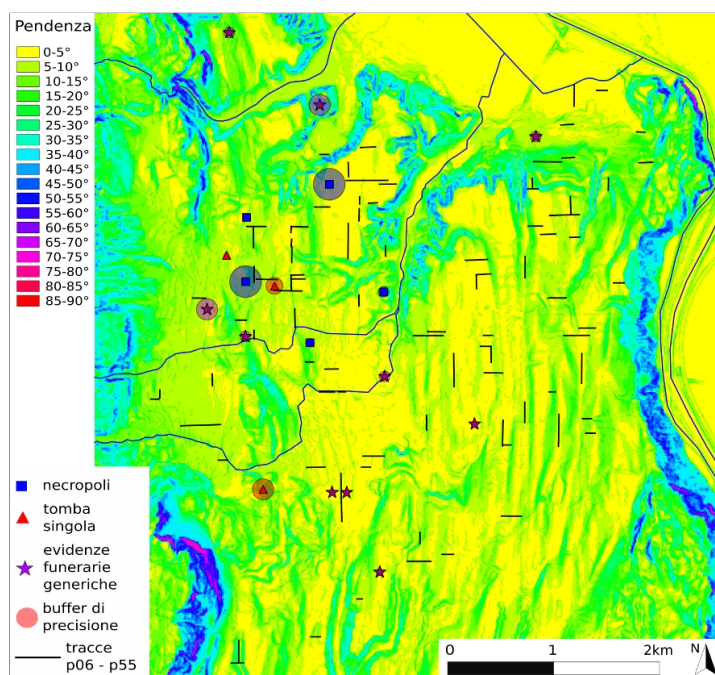 Pendenza
0-5°
5-10°
10-15°
15-20°
20-25°
25-30°
30-35°
35-40°
40-45°
45-50°
50-55°
55-60°
60-65°
65-70°
70-75°
75-80°
80-85°
85-90°
necropoli
tomba
singola
evidenze
funerarie
generiche
buffer di
precisione
tracce
p06 - p55
0 1 2km
N